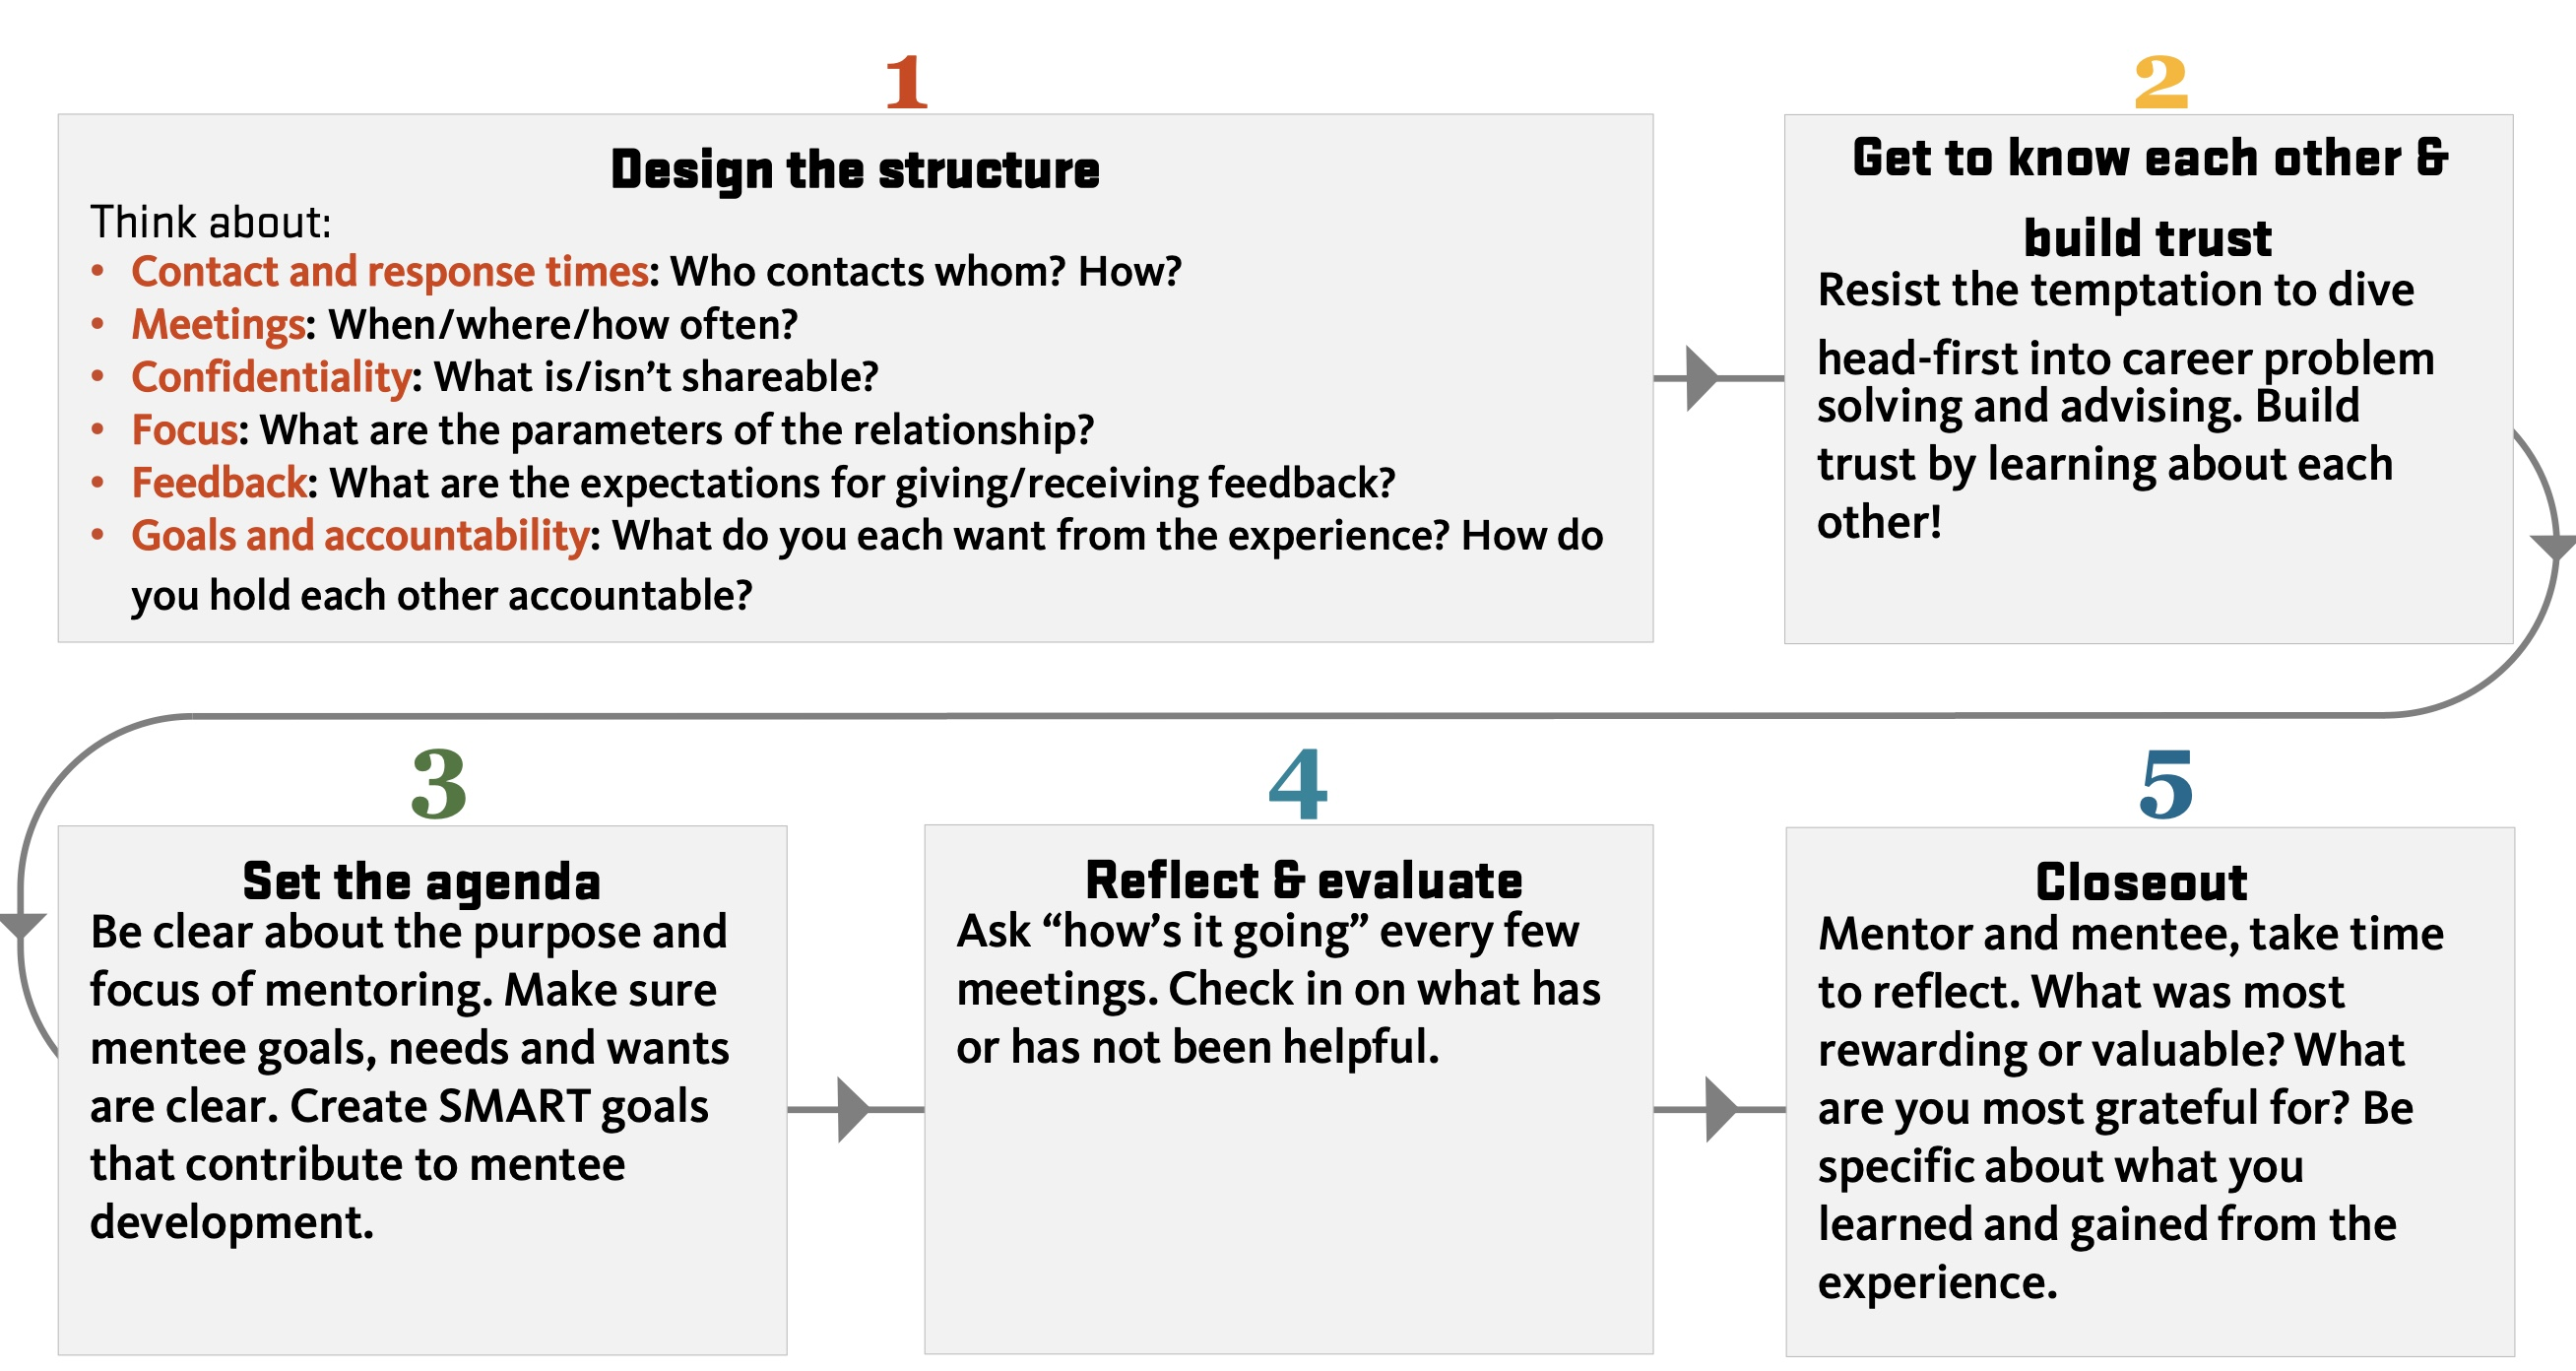 1
Design the structure
Think about:
• Contact and response times: Who contacts whom? How?
• Meetings: When/where/how often?
• Confidentiality: What is/isn’t shareable?
• Focus: What are the parameters of the relationship?
• Feedback: What are the expectations for giving/receiving feedback?
• Goals and accountability: What do you each want from the experience? How do
you hold each other accountable?
2
Get to know each other &
build trust
Resist the temptation to dive
head-first into career problem
solving and advising. Build
trust by learning about each
other!
3
Set the agenda
Be clear about the purpose and
focus of mentoring. Make sure
mentee goals, needs and wants
are clear. Create SMART goals
that contribute to mentee
development.
4
Reflect & evaluate
Ask “how’s it going” every few
meetings. Check in on what has
or has not been helpful.
5
Closeout
Mentor and mentee, take time
to reflect. What was most
rewarding or valuable? What
are you most grateful for? Be
specific about what you
learned and gained from the
experience.